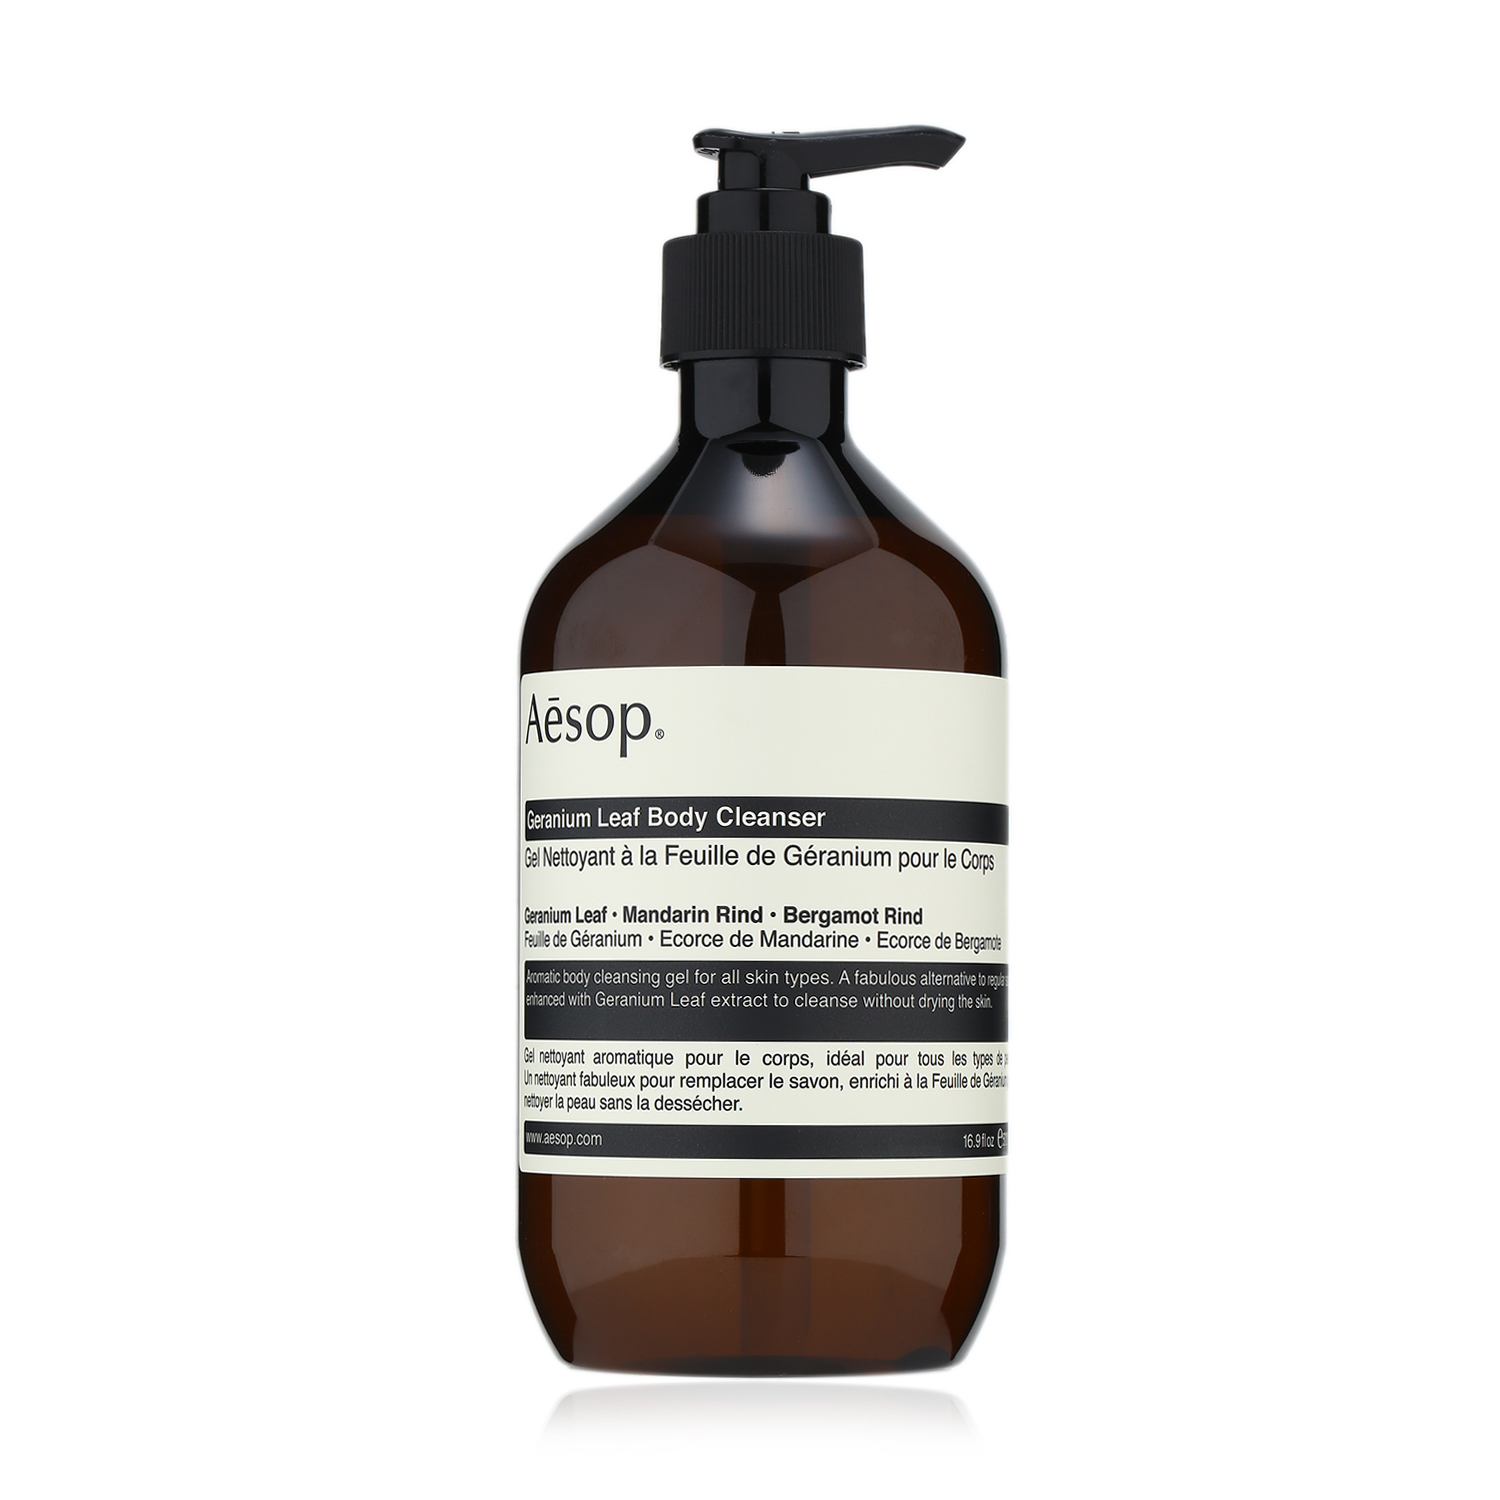 Aēsop.®
Geranium Leaf Body Cleanser
Gel Nettoyant à la Feuille de Géranium pour le Corps
Geranium Leaf • Mandarin Rind • Bergamot Rind
Feuille de Géranium • Ecorce de Mandarine • Ecorce de Bergamote
Aromatic body cleansing gel for all skin types. A fabulous alternative to regular
enhanced with Geranium Leaf extract to cleanse without drying the skin.
Gel nettoyant aromatique pour le corps, idéal pour tous les types de
Un nettoyant fabuleux pour remplacer le savon, enrichi à la Feuille de Géranium
nettoyer la peau sans la dessécher.
www.aesop.com
16.9 fl oz ℮